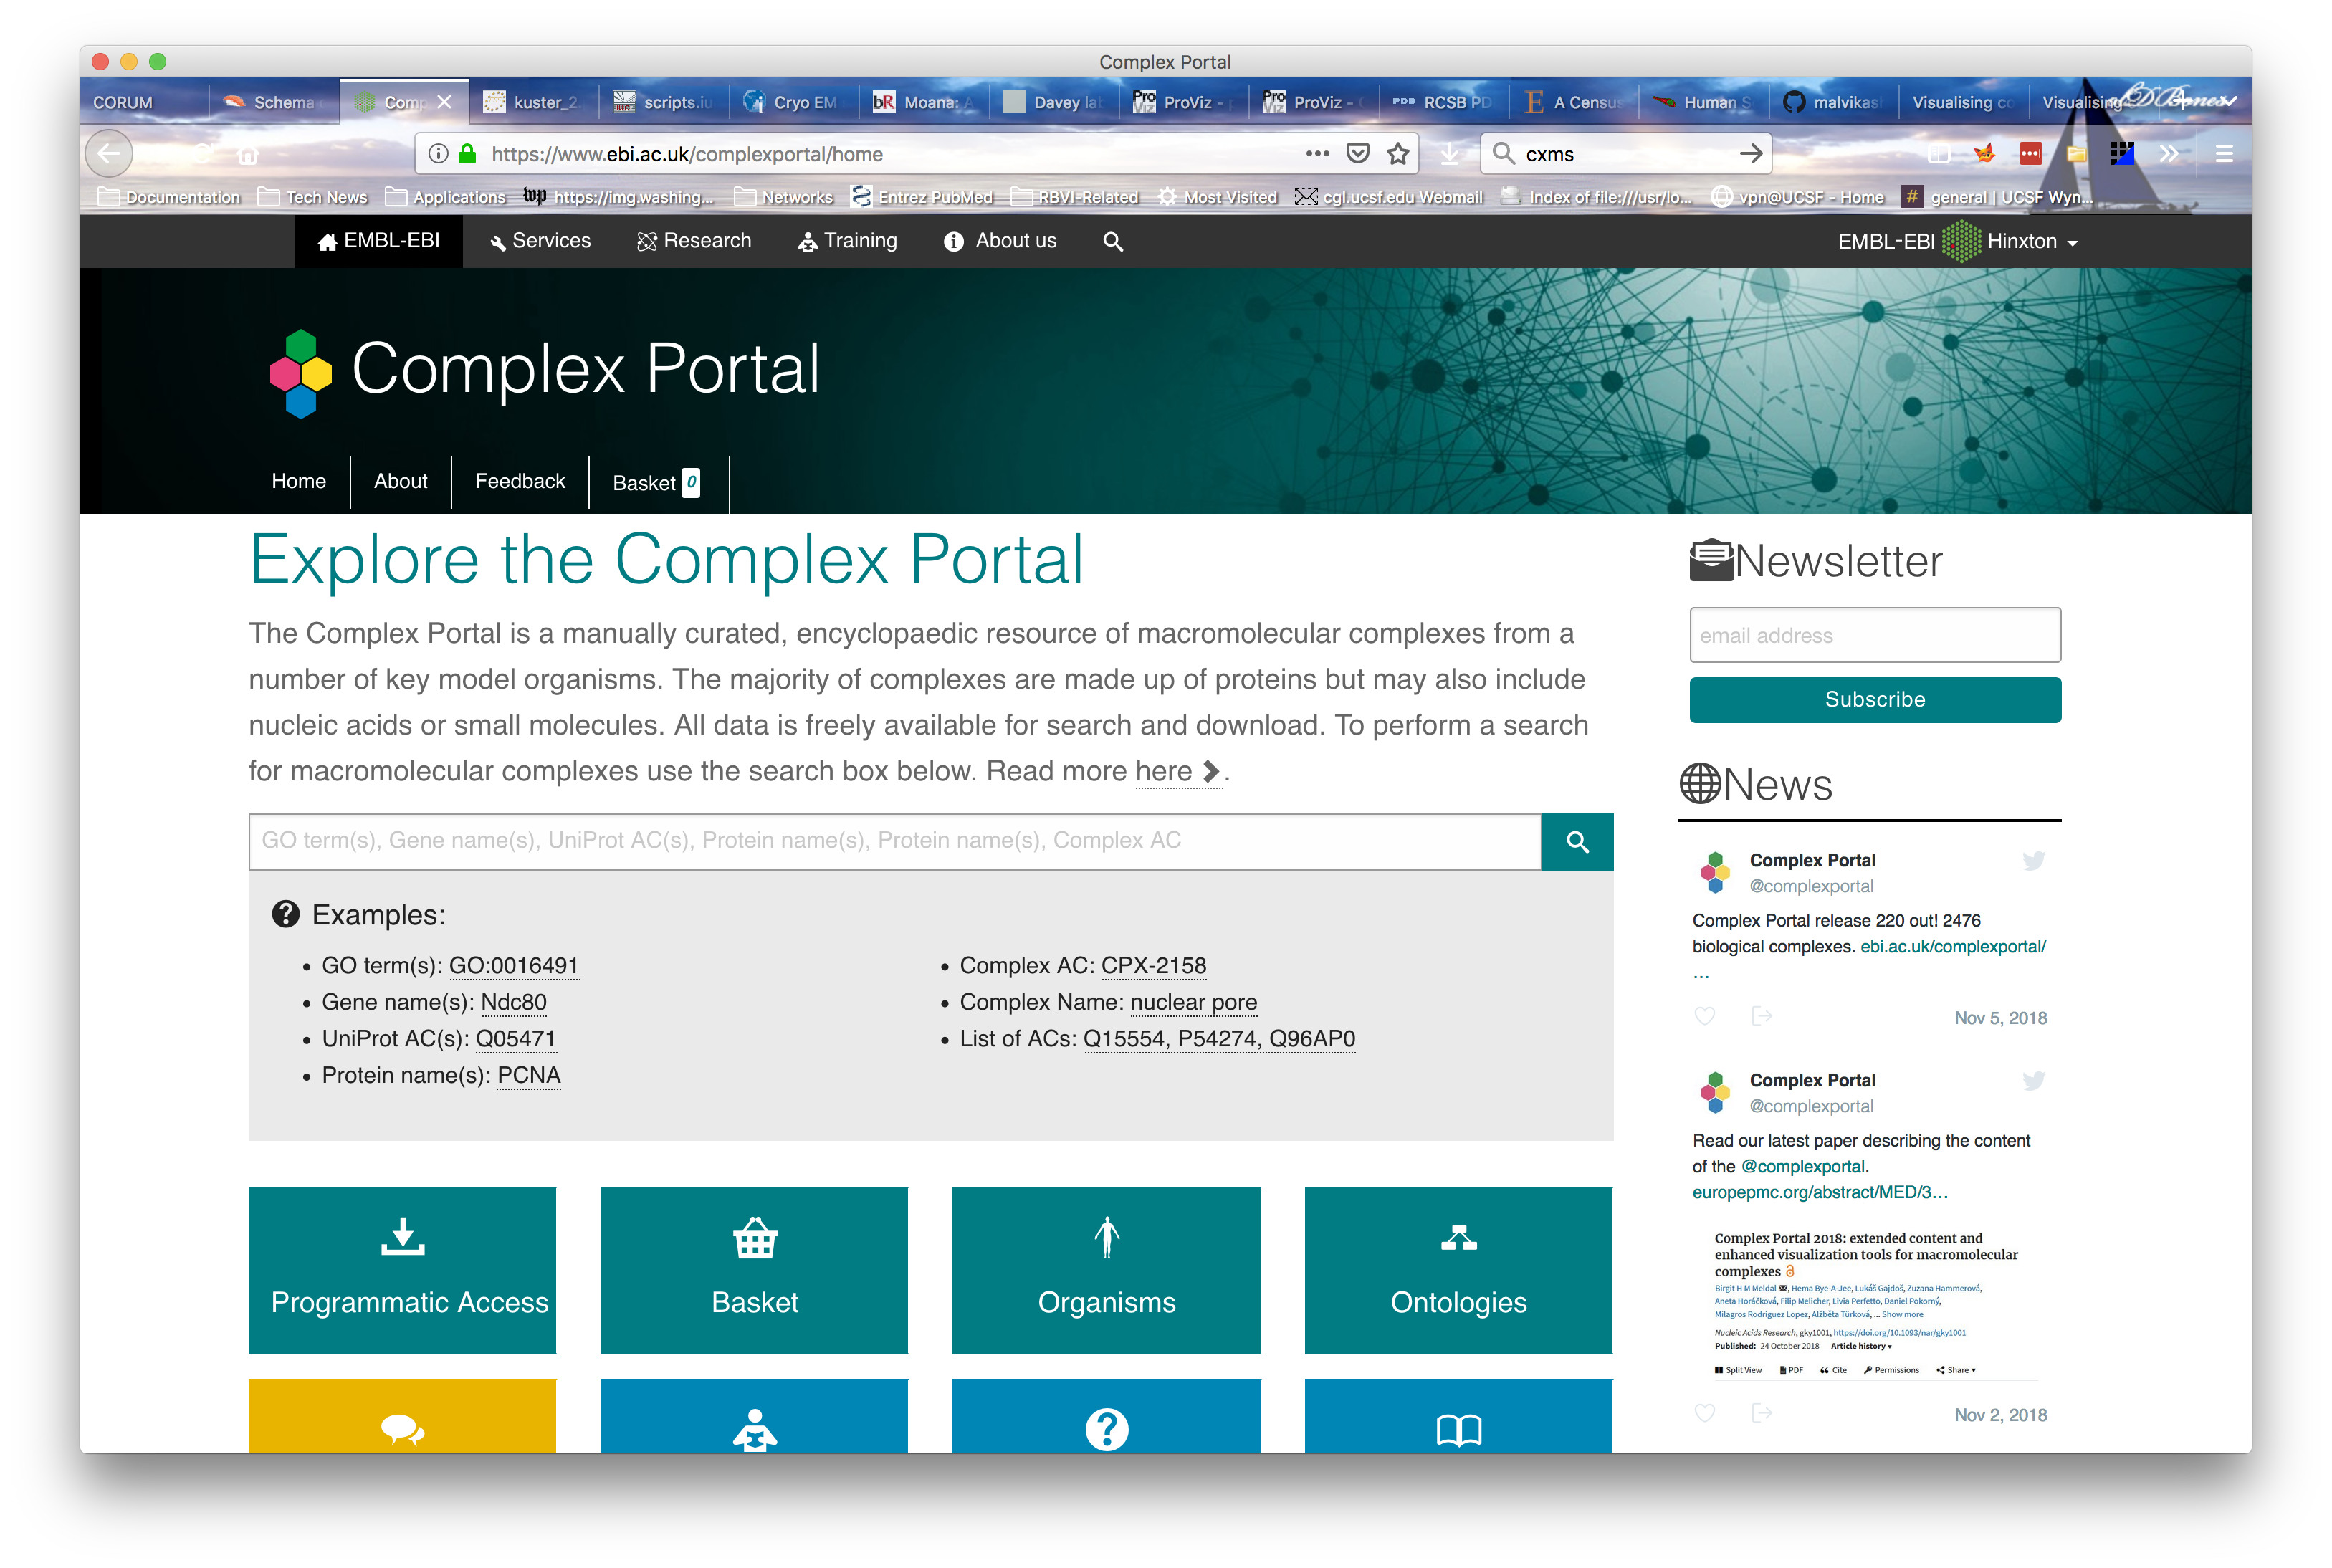 Complex Portal
CORUM
Schema
Comp
kuster_2.
scripts.iu
Cryo EM
bR Moana: A
Davey lab
Pro ProViz -
Pro ProViz -
PDB RCSB PD
E A Census
Human S
malvikas
Visualising co
Visualising
https://www.ebi.ac.uk/complexportal/home
cxms
Documentation
Tech News
Applications
wp https://img.washing...
Networks
Entrez PubMed
RBVI-Related
Most Visited
cgl.ucsf.edu Webmail
Index of file:///usr/lo...
vpn@UCSF - Home
# general | UCSF Wyn...
EMBL-EBI
Services
Research
Training
About us
EMBL-EBI Hinxton
Complex Portal
Home
About
Feedback
Basket 0
Explore the Complex Portal
The Complex Portal is a manually curated, encyclopaedic resource of macromolecular complexes from a
number of key model organisms. The majority of complexes are made up of proteins but may also include
nucleic acids or small molecules. All data is freely available for search and download. To perform a search
for macromolecular complexes use the search box below. Read more here .
GO term(s), Gene name(s), UniProt AC(s), Protein name(s), Protein name(s), Complex AC
Examples:
• GO term(s): GO:0016491
• Gene name(s): Ndc80
• UniProt AC(s): Q05471
• Protein name(s): PCNA
• Complex AC: CPX-2158
• Complex Name: nuclear pore
• List of ACs: Q15554, P54274, Q96AP0
Programmatic Access
Basket
Organisms
Ontologies
Newsletter
email address
Subscribe
News
Complex Portal
@complexportal
Complex Portal release 220 out! 2476
biological complexes. ebi.ac.uk/complexportal/
...
Nov 5, 2018
Complex Portal
@complexportal
Read our latest paper describing the content
of the @complexportal.
europepmc.org/abstract/MED/3...
Complex Portal 2018: extended content and
enhanced visualization tools for macromolecular
complexes
Birgit H M Meldal , Hema Bye-A-Jee, Lukáš Gajdoš, Zuzana Hammerová,
Aneta Horáčková, Filip Melicher, Livia Perfetto, Daniel Pokorný,
Milagros Rodriguez Lopez, Alžběta Türková, ... Show more
Nucleic Acids Research, gky1001, https://doi.org/10.1093/nar/gky1001
Published: 24 October 2018 Article history
Split View
PDF
Cite
Permissions
Share
Nov 2, 2018